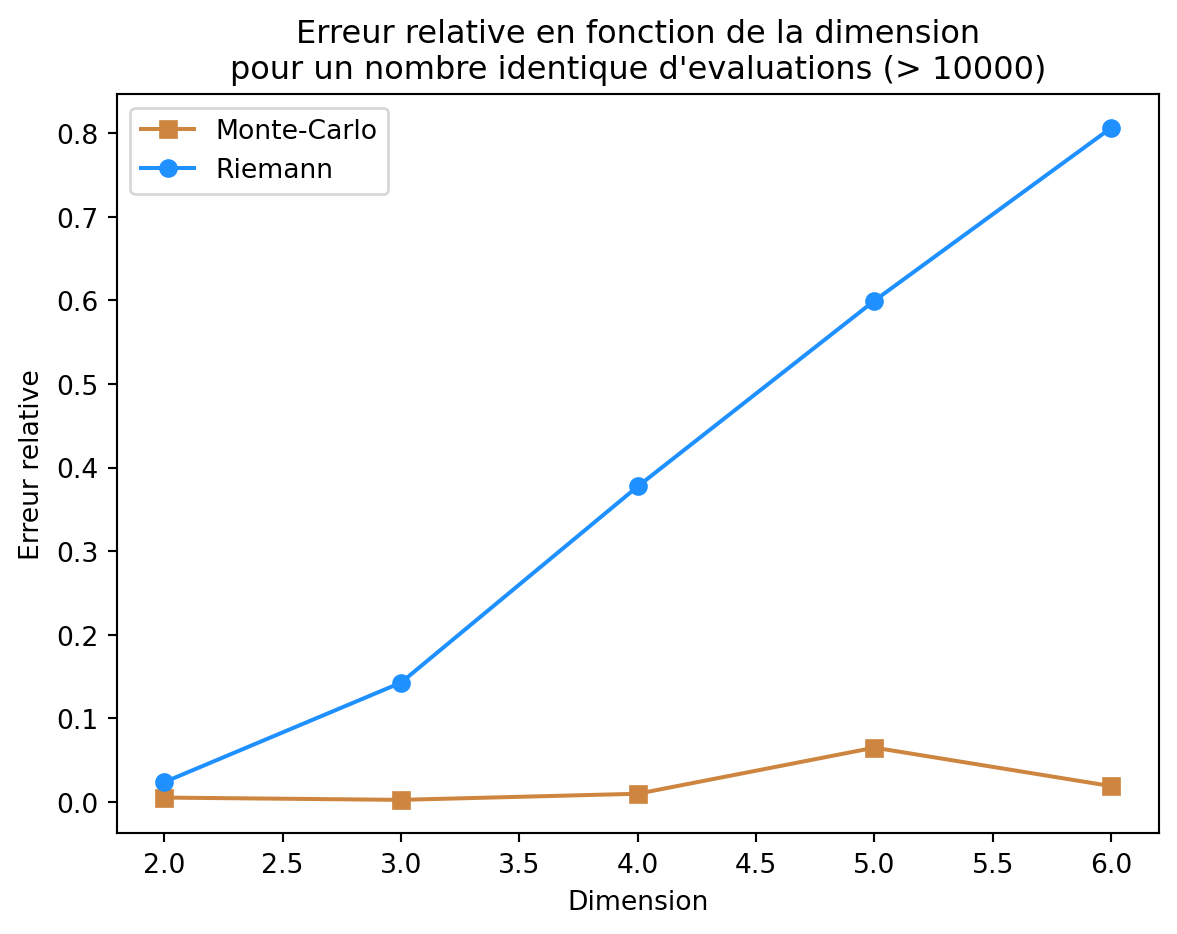 Erreur relative en fonction de la dimension
pour un nombre identique d'evaluations (> 10000)
Monte-Carlo
Riemann
Erreur relative
0.8
0.7
0.6
0.5
0.4
0.3
0.2
0.1
0.0
2.0 2.5 3.0 3.5 4.0 4.5 5.0 5.5 6.0
Dimension